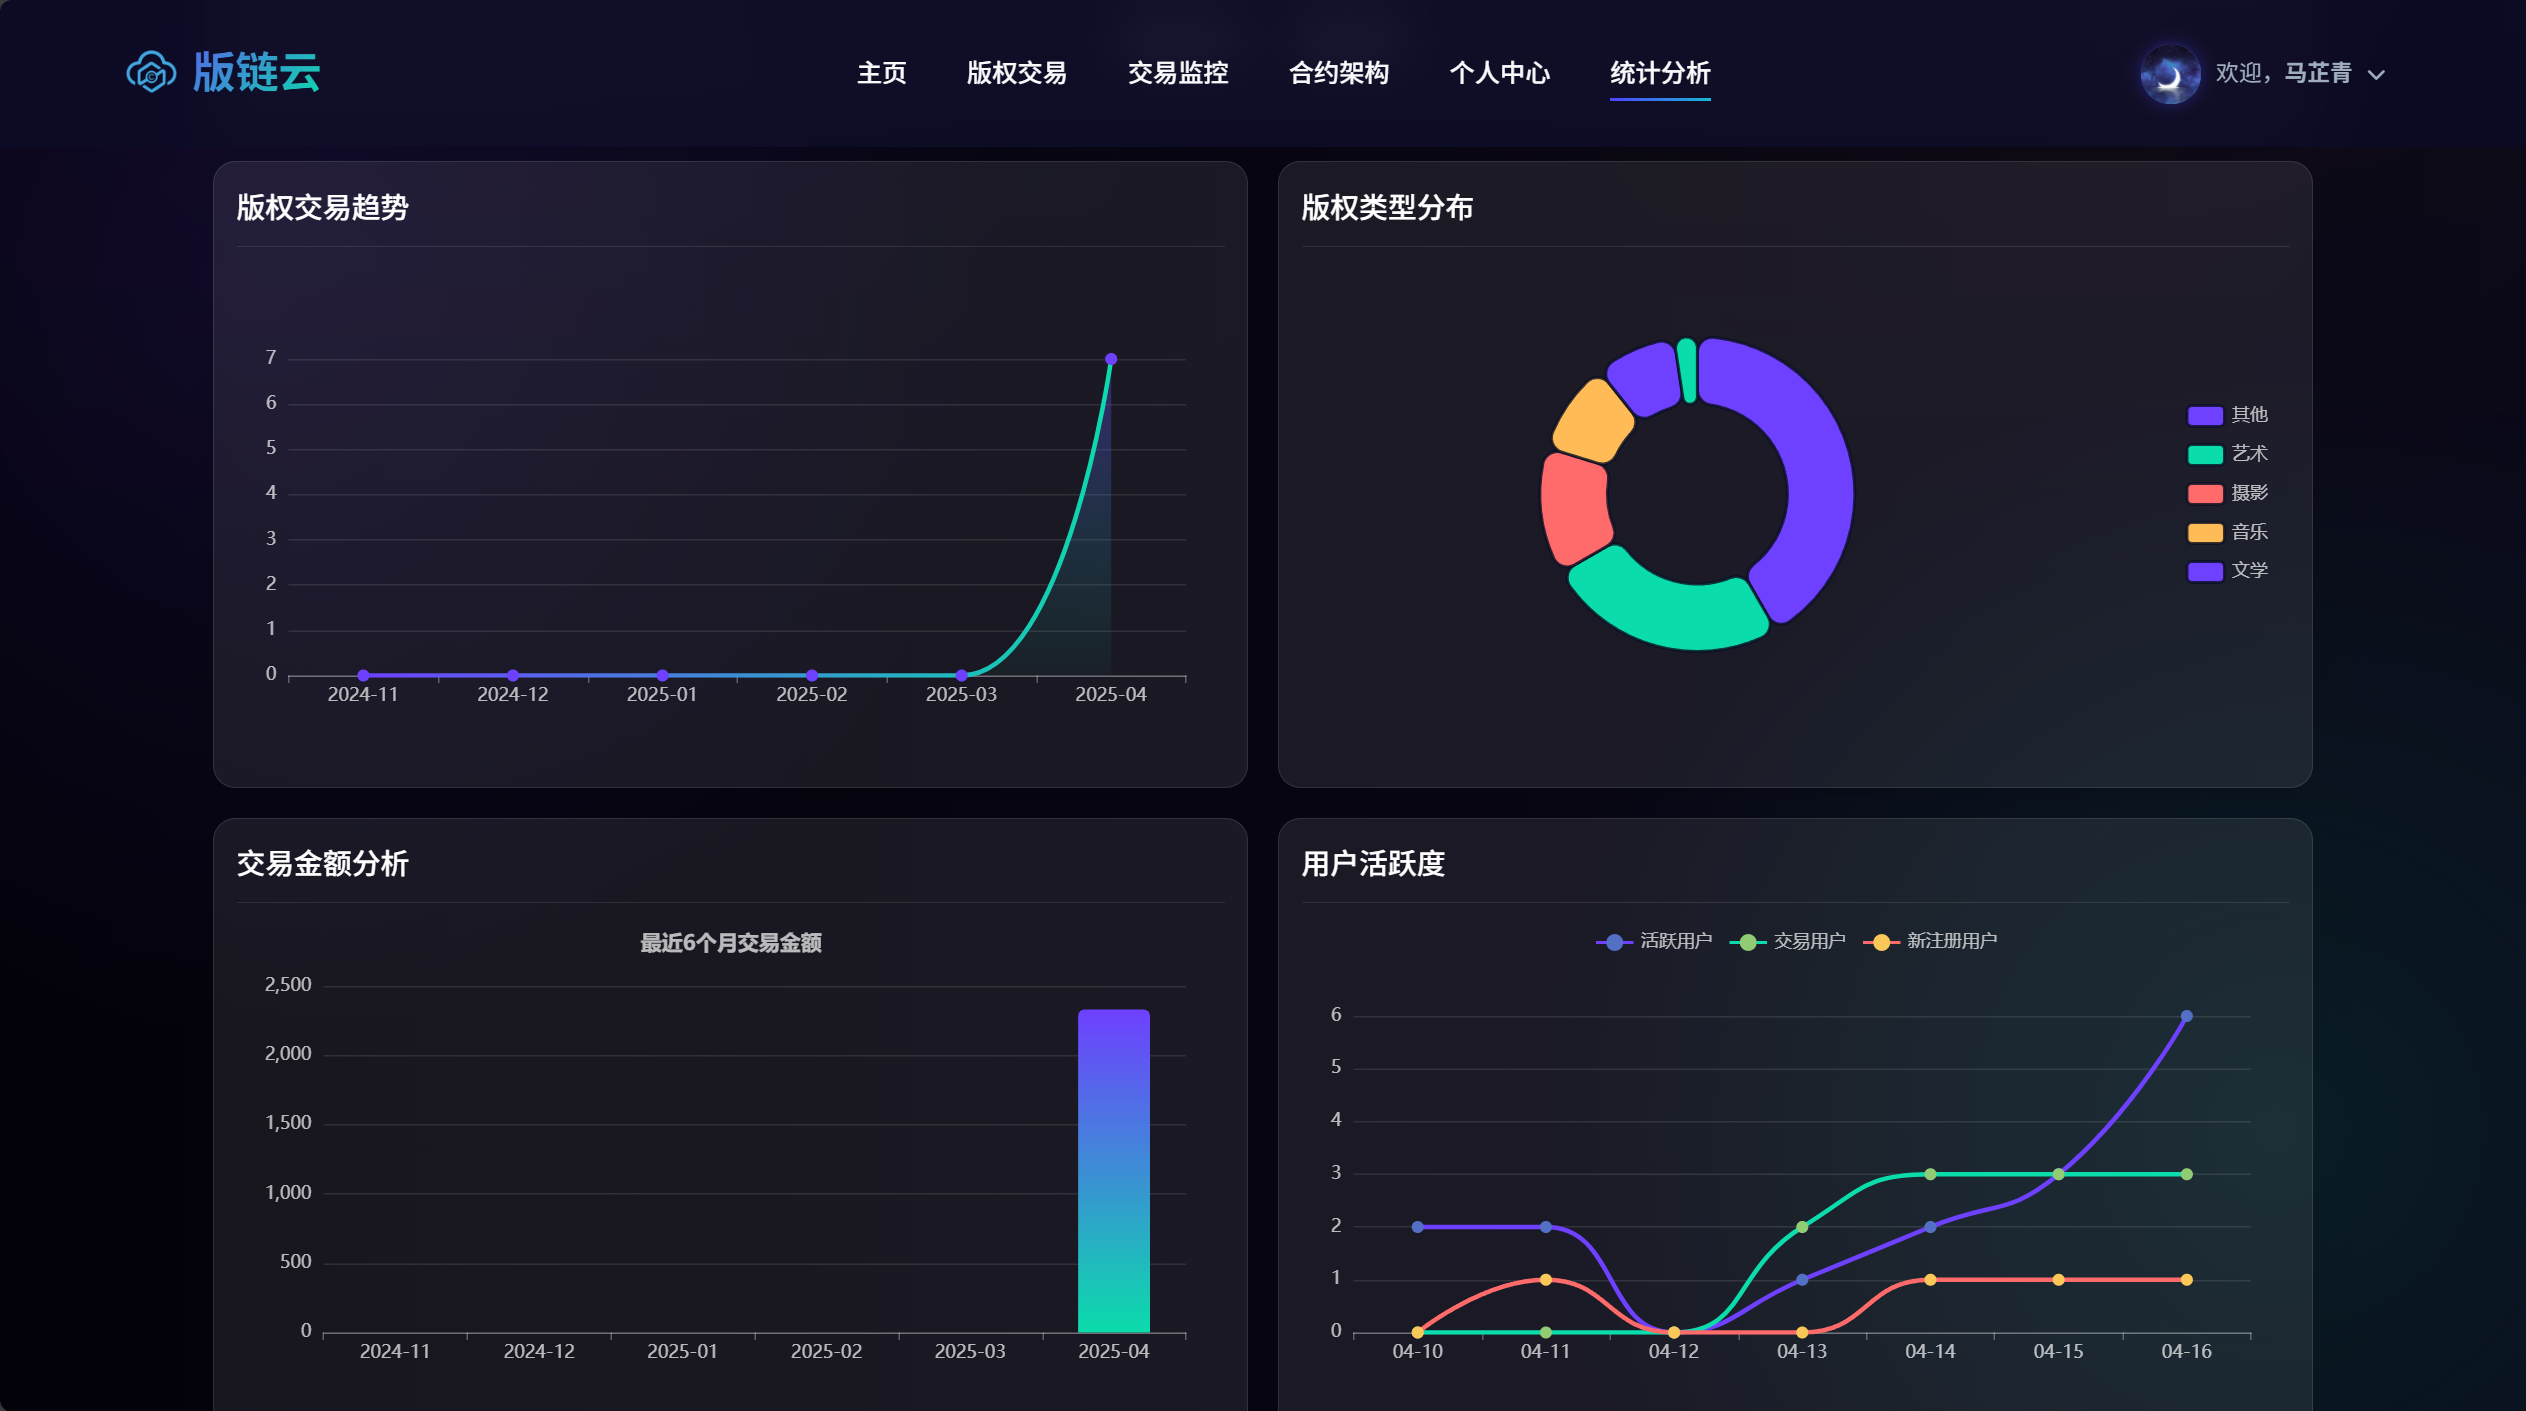 版链云
主页 版权交易 交易监控 合约架构 个人中心 统计分析
欢迎，马芷青
版权交易趋势
7
6
5
4
3
2
1
0
2024-11 2024-12 2025-01 2025-02 2025-03 2025-04
版权类型分布
其他
艺术
摄影
音乐
文学
交易金额分析
最近6个月交易金额
2,500
2,000
1,500
1,000
500
0
2024-11 2024-12 2025-01 2025-02 2025-03 2025-04
用户活跃度
活跃用户 交易用户 新注册用户
6
5
4
3
2
1
0
04-10 04-11 04-12 04-13 04-14 04-15 04-16